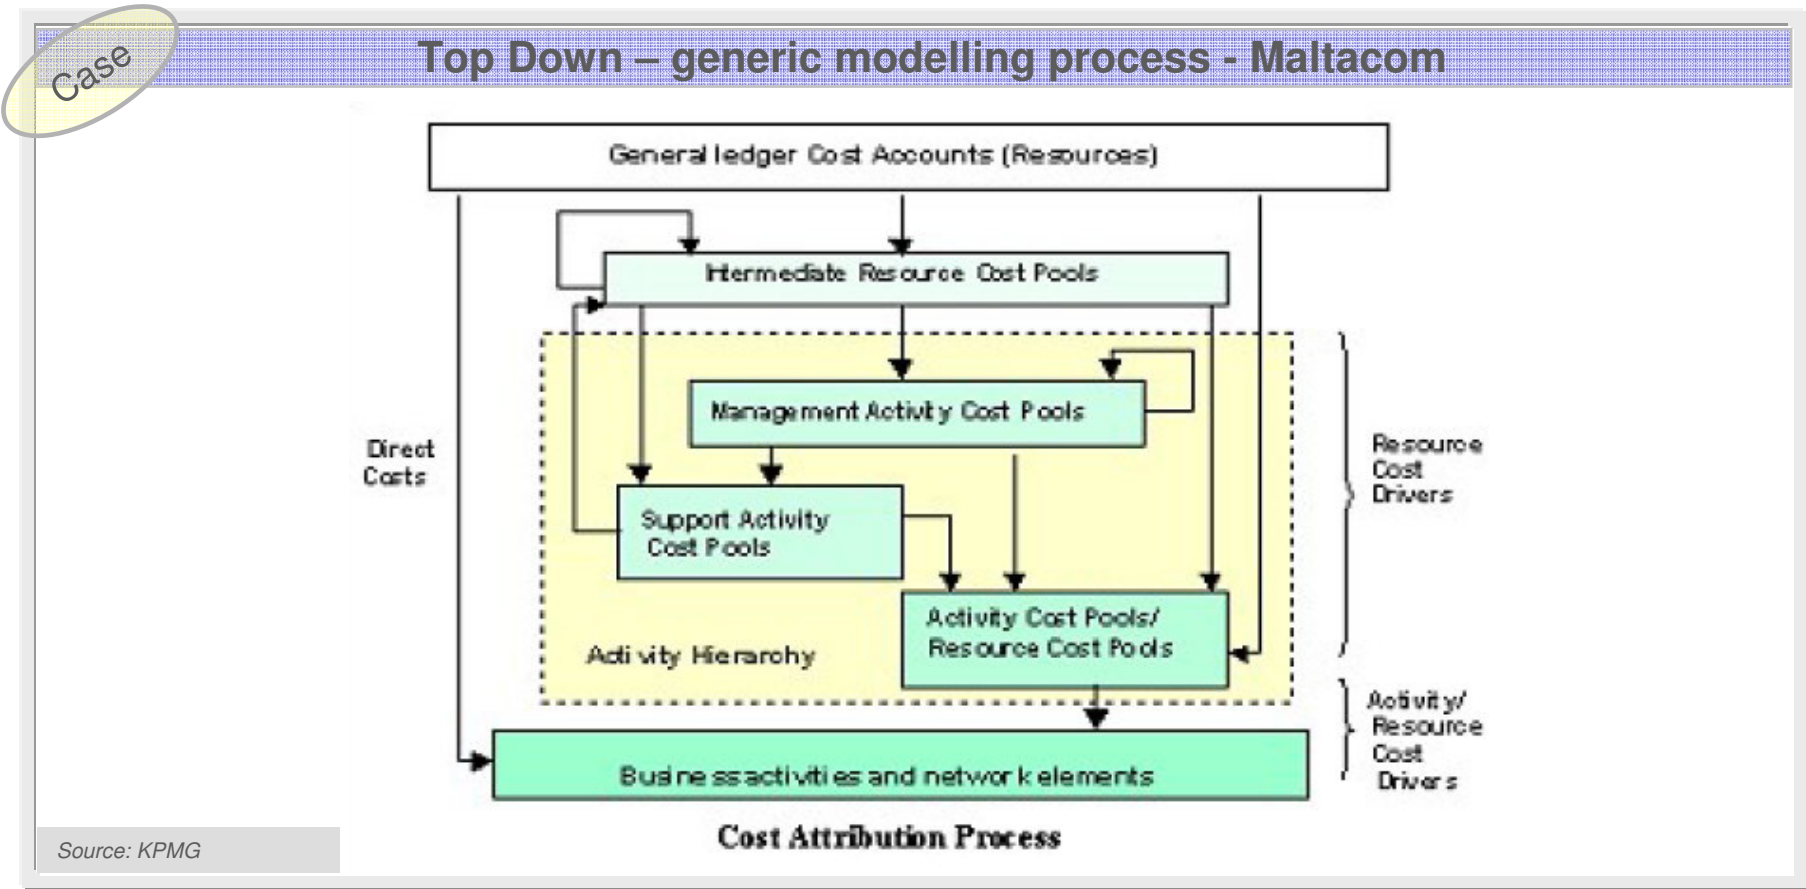 Case
Top Down – generic modelling process - Maltacom
General ledger Cost Accounts (Resources)
Intermediate Resource Cost Pools
Management Activity Cost Pools
Direct
Costs
Resource
Cost
Drivers
Support Activity
Cost Pools
Activity Cost Pools/
Resource Cost Pools
Activity Hierarchy
Activity/
Resource
Cost
Drivers
Business activities and network elements
Cost Attribution Process
Source: KPMG